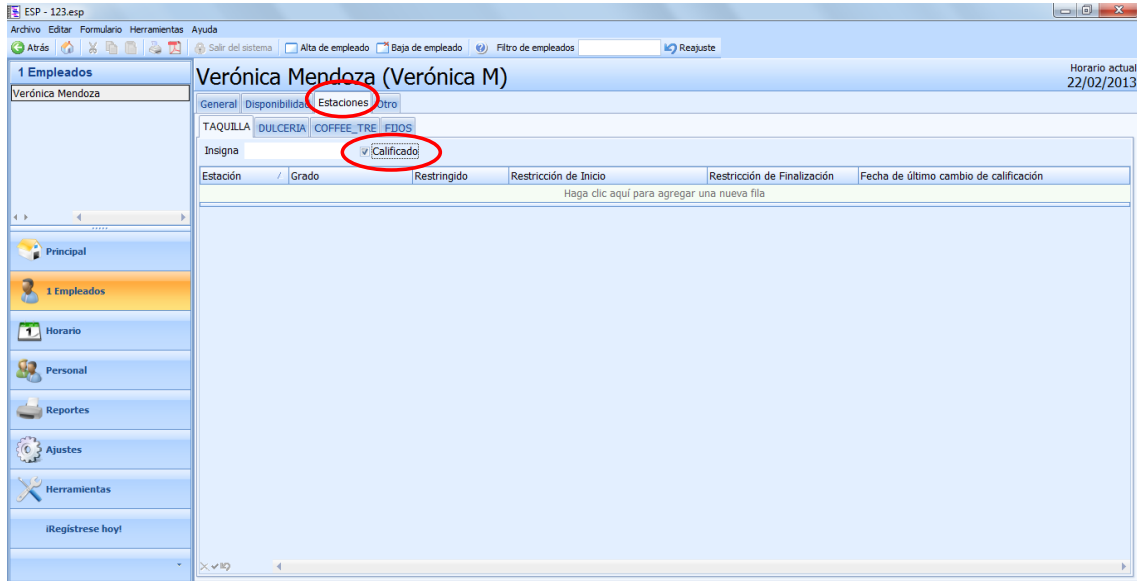 ESP - 123.esp
Archivo Editar Formulario Herramientas Ayuda
Atrás Salir del sistema Alta de empleado Baja de empleado Filtro de empleados Reajuste
1 Empleados
Verónica Mendoza
Verónica Mendoza (Verónica M)
Horario actual
22/02/2013
General Disponibilidad Estaciones Otro
TAQUILLA DULCERIA COFFEE_TRE FIJOS
Insigna Calificado
Estación Grado Restringido Restricción de Inicio Restricción de Finalización Fecha de último cambio de calificación
Haga clic aquí para agregar una nueva fila
Principal
1 Empleados
1 Horario
Personal
Reportes
Ajustes
Herramientas
¡Regístrese hoy!